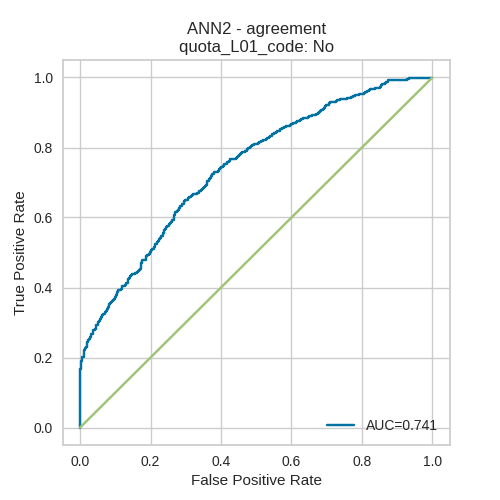 ANN2 - agreement
quota_L01_code: No
True Positive Rate
1.0
0.8
0.6
0.4
0.2
0.0
AUC=0.741
0.0 0.2 0.4 0.6 0.8 1.0
False Positive Rate